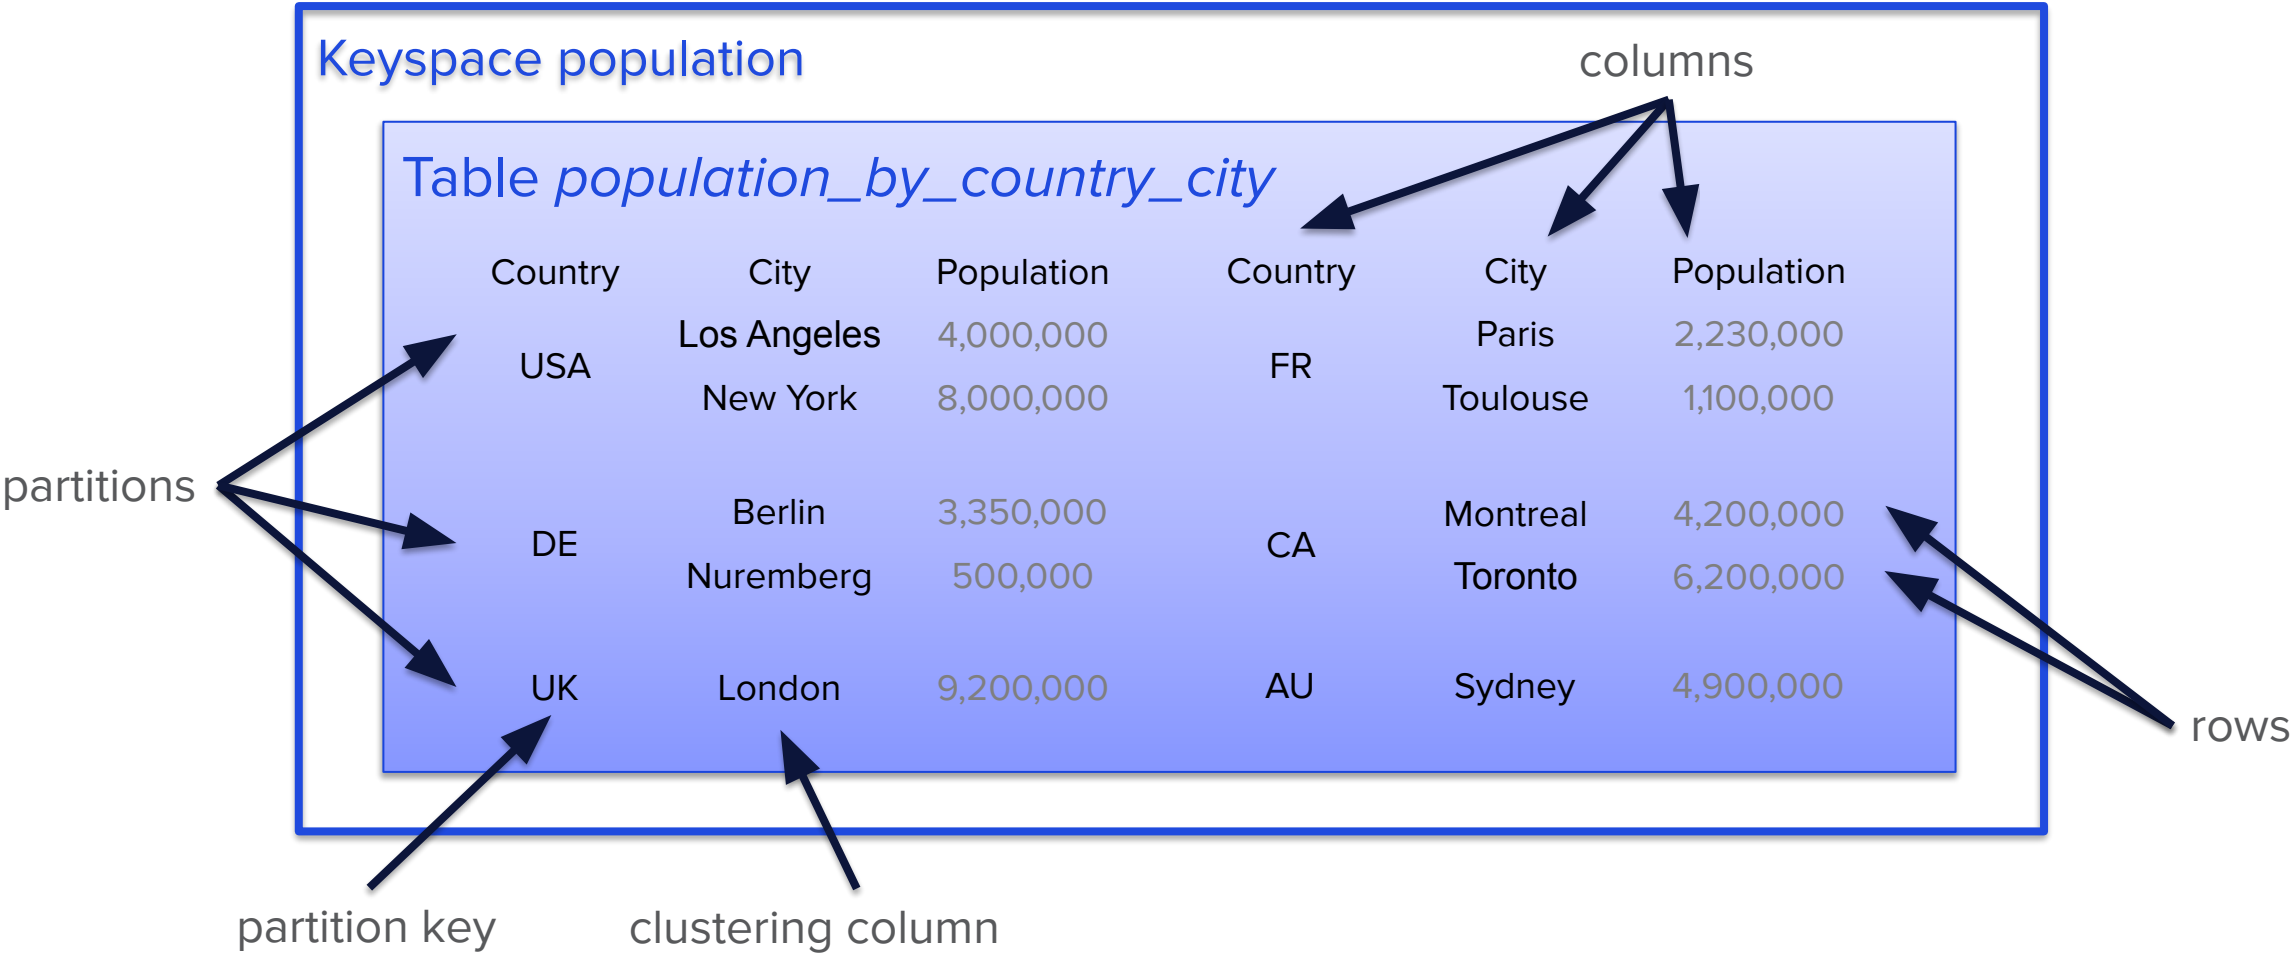 Keyspace population
columns
Table population_by_country_city
Country City Population Country City Population
Los Angeles 4,000,000 Paris 2,230,000
USA FR
New York 8,000,000 Toulouse 1,100,000
partitions
Berlin 3,350,000 Montreal 4,200,000
DE CA
Nuremberg 500,000 Toronto 6,200,000
UK London 9,200,000 AU Sydney 4,900,000
rows
partition key clustering column